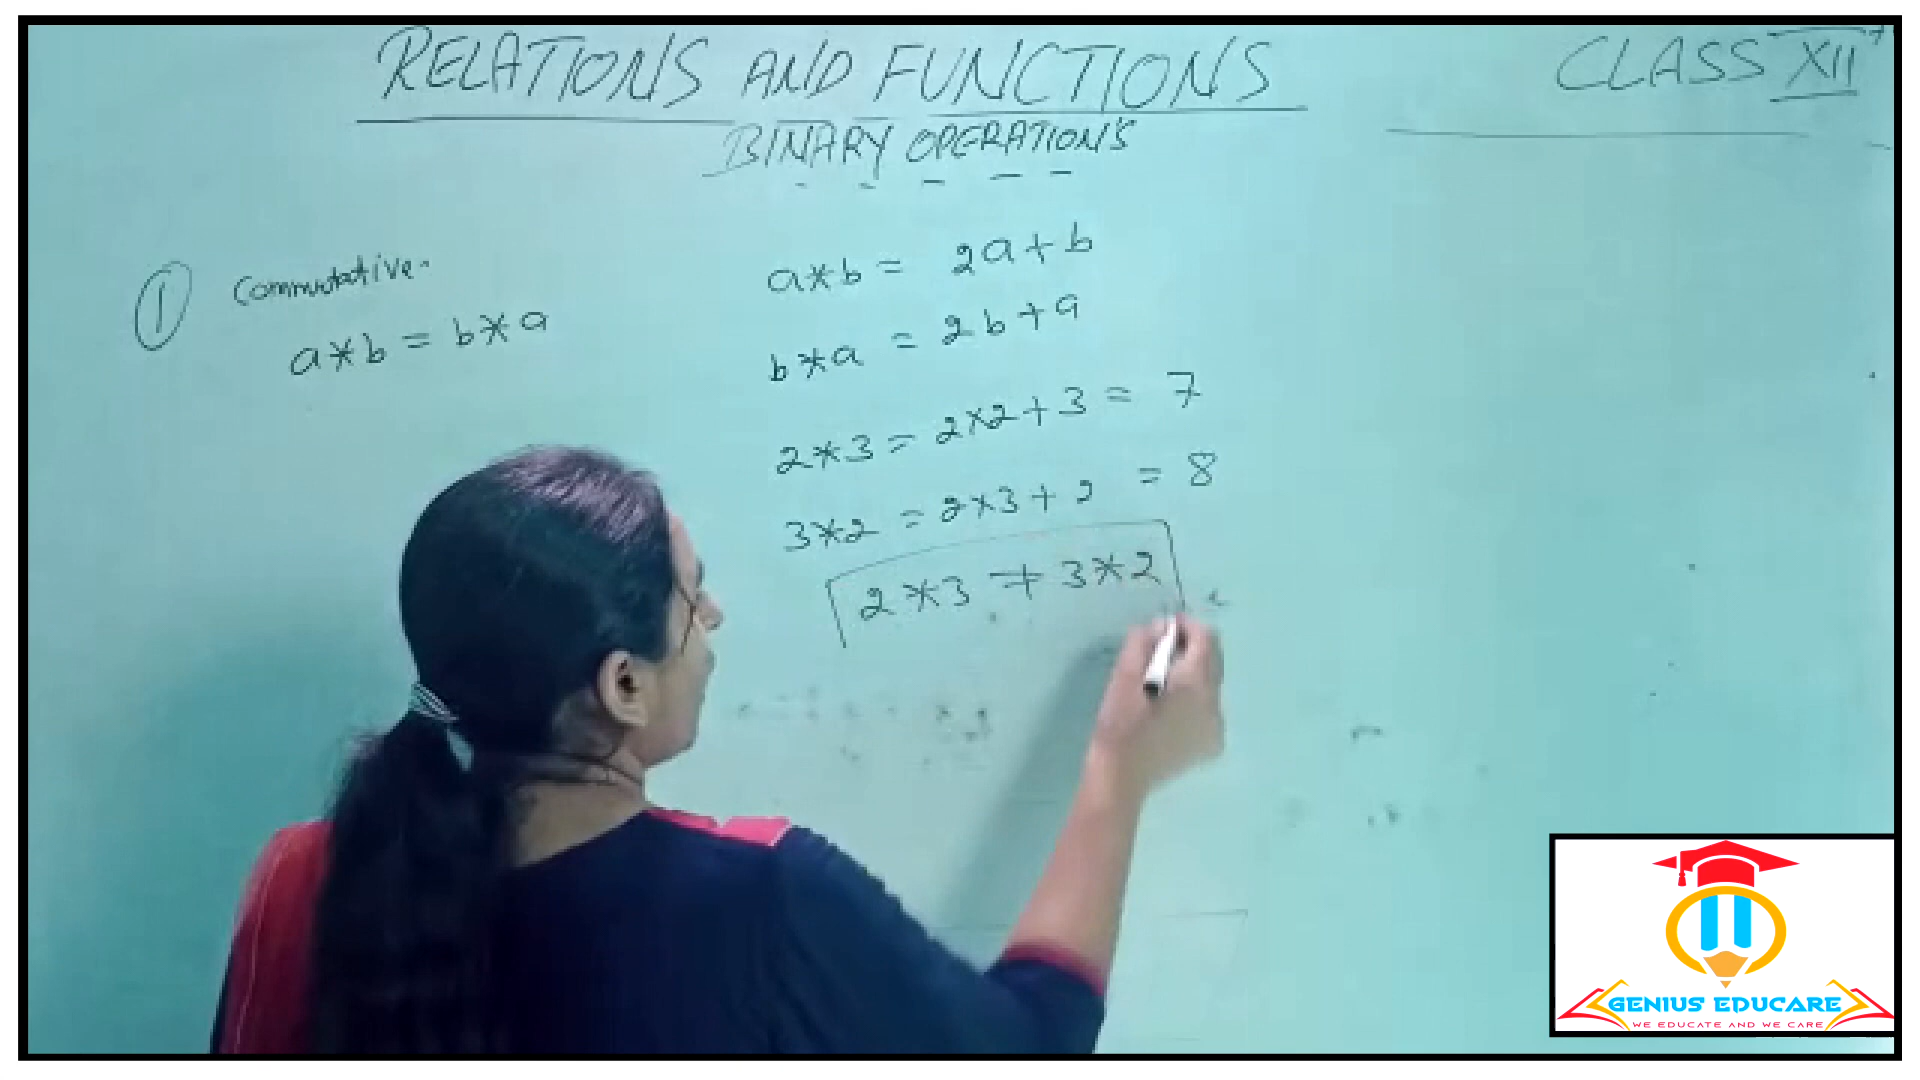 RELATIONS AND FUNCTIONS
CLASS XII
BINARY OPERATIONS
① Commutative.
a*b = b*a
a*b = 2a+b
b*a = 2b+a
2*3 = 2×2+3 = 7
3*2 = 2×3+2 = 8
2*3 ≠ 3*2
GENIUS EDUCARE
WE EDUCATE AND WE CARE